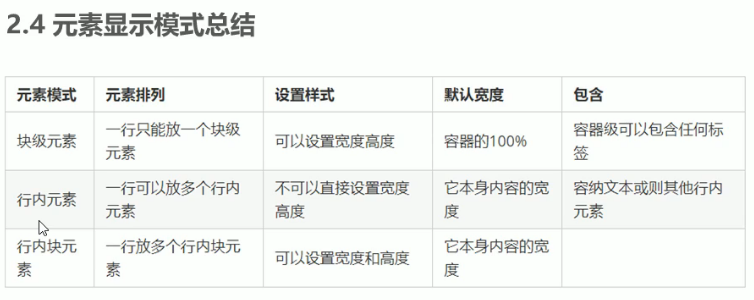 2.4 元素显示模式总结
元素模式 元素排列 设置样式 默认宽度 包含
块级元素 一行只能放一个块级元素 可以设置宽度高度 容器的100% 容器级可以包含任何标签
行内元素 一行可以放多个行内元素 不可以直接设置宽度高度 它本身内容的宽度 容纳文本或则其他行内元素
行内块元素 一行放多个行内块元素 可以设置宽度和高度 它本身内容的宽度